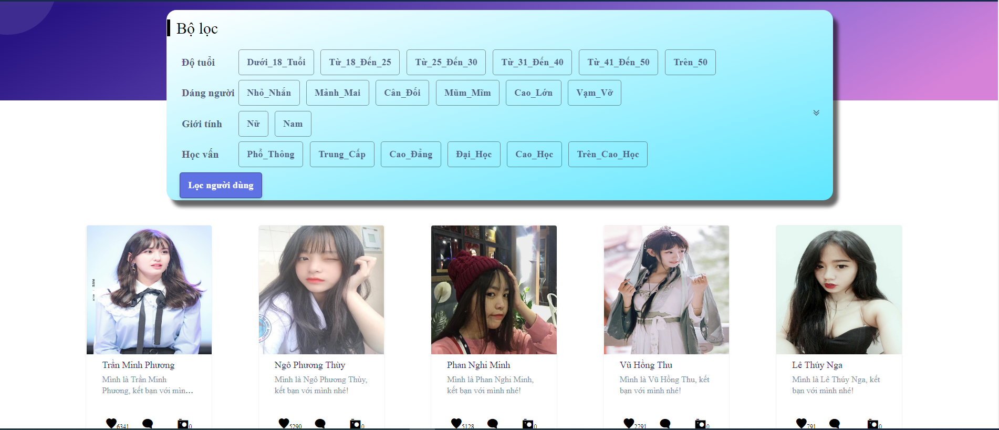 Bộ lọc
Độ tuổi Dưới_18_Tuổi Từ_18_Đến_25 Từ_25_Đến_30 Từ_31_Đến_40 Từ_41_Đến_50 Trên_50
Dáng người Nhỏ_Nhắn Mảnh_Mai Cân_Đối Mũm_Mĩm Cao_Lớn Vạm_Vỡ
Giới tính Nữ Nam
Học vấn Phổ_Thông Trung_Cấp Cao_Đẳng Đại_Học Cao_Học Trên_Cao_Học
Lọc người dùng
Trần Minh Phương
Mình là Trần Minh
Phương, kết bạn với mìn…
6341 0
Ngô Phương Thùy
Mình là Ngô Phương Thùy,
kết bạn với mình nhé!
5290 0
Phan Nghi Minh
Mình là Phan Nghi Minh,
kết bạn với mình nhé!
5128 0
Vũ Hồng Thu
Mình là Vũ Hồng Thu, kết
bạn với mình nhé!
2791 0
Lê Thúy Nga
Mình là Lê Thúy Nga, kết
bạn với mình nhé!
791 0